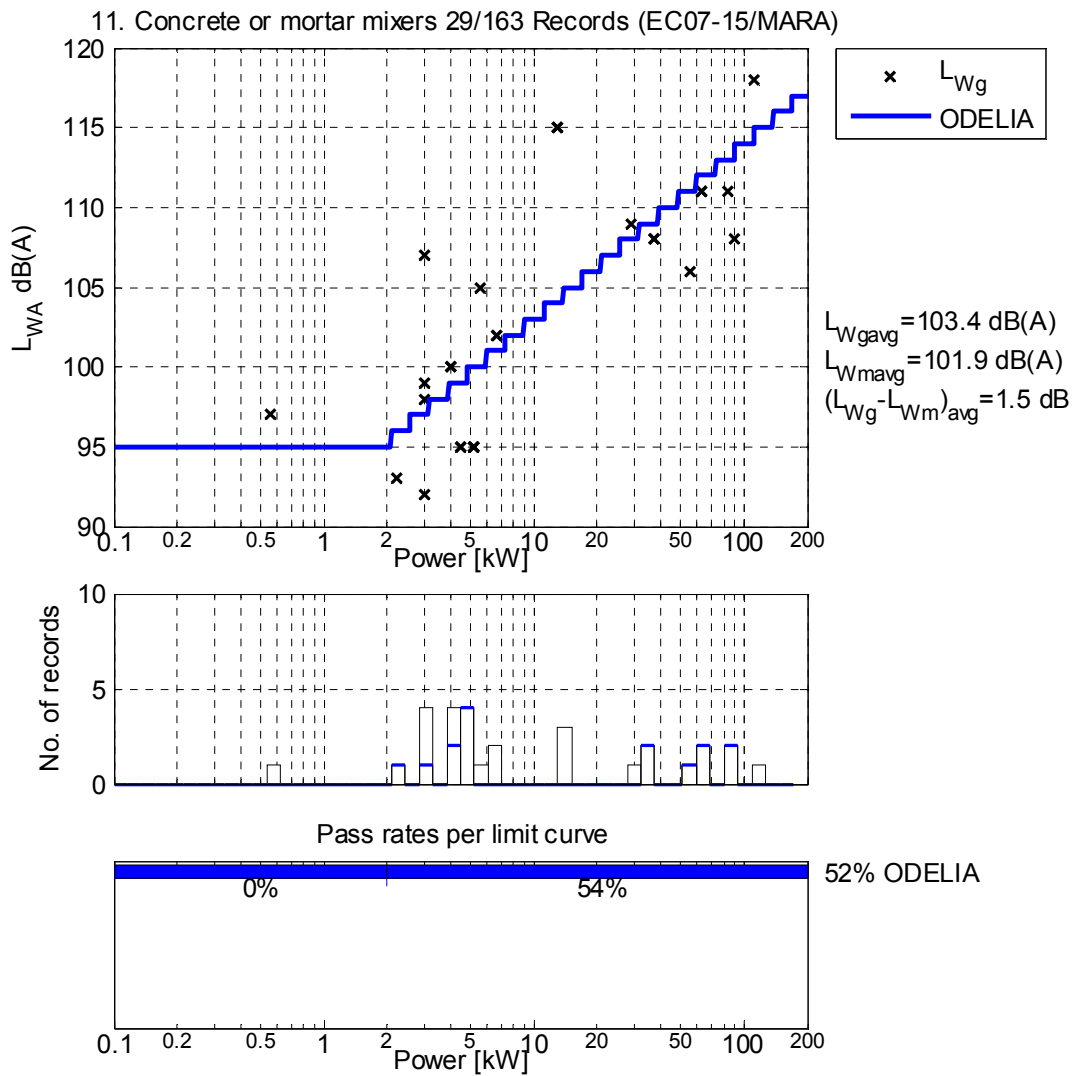 11. Concrete or mortar mixers 29/163 Records (EC07-15/MARA)
120
115
110
105
100
95
90
L_WA dB(A)
0.1 0.2 0.5 1 2 5 10 20 50 100 200
Power [kW]
L_Wg
ODELIA
L_Wgavg=103.4 dB(A)
L_Wmavg=101.9 dB(A)
(L_Wg-L_Wm)_avg=1.5 dB
10
5
0
No. of records
Pass rates per limit curve
0% 54%
52% ODELIA
0.1 0.2 0.5 1 2 5 10 20 50 100 200
Power [kW]